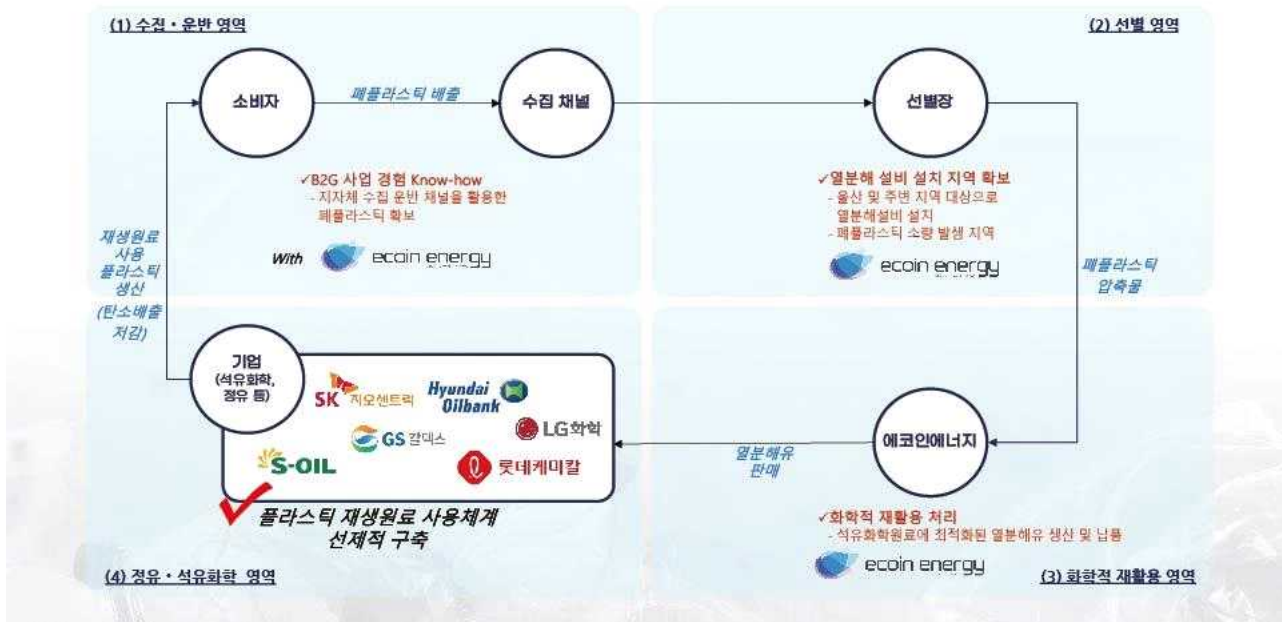 (1) 수집・운반 영역
소비자
폐플라스틱 배출
수집 채널
✓B2G 사업 경험 Know-how
- 지자체 수집 운반 채널을 활용한
폐플라스틱 확보
With
ecoin energy
(2) 선별 영역
선별장
✓열분해 설비 설치 지역 확보
- 울산 및 주변 지역 대상으로
열분해설비 설치
- 폐플라스틱 소량 발생 지역
ecoin energy
폐플라스틱
압축물
에코인에너지
✓화학적 재활용 처리
- 석유화학원료에 최적화된 열분해유 생산 및 납품
ecoin energy
(3) 화학적 재활용 영역
열분해유
판매
기업
(석유화학,
정유 등)
SK 지오센트릭
Hyundai
Oilbank
GS 칼텍스
LG화학
S-OIL
롯데케미칼
플라스틱 재생원료 사용체계
선제적 구축
(4) 정유・석유화학 영역
재생원료
사용
플라스틱
생산
(탄소배출
저감)